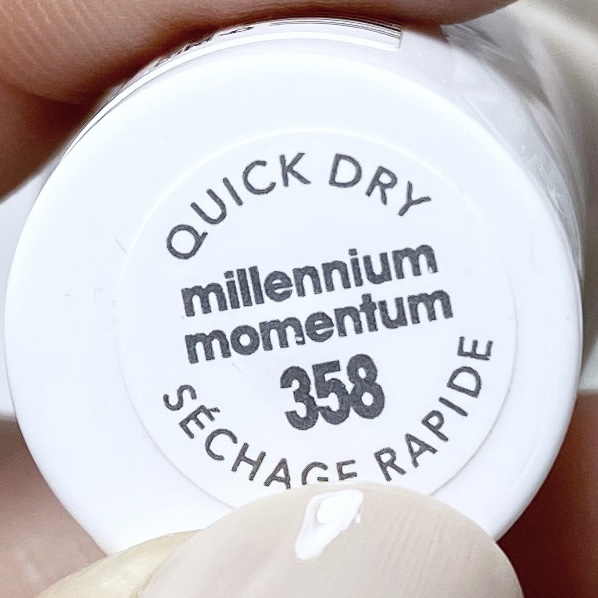 QUICK DRY
millennium
momentum
358
SÉCHAGE RAPIDE